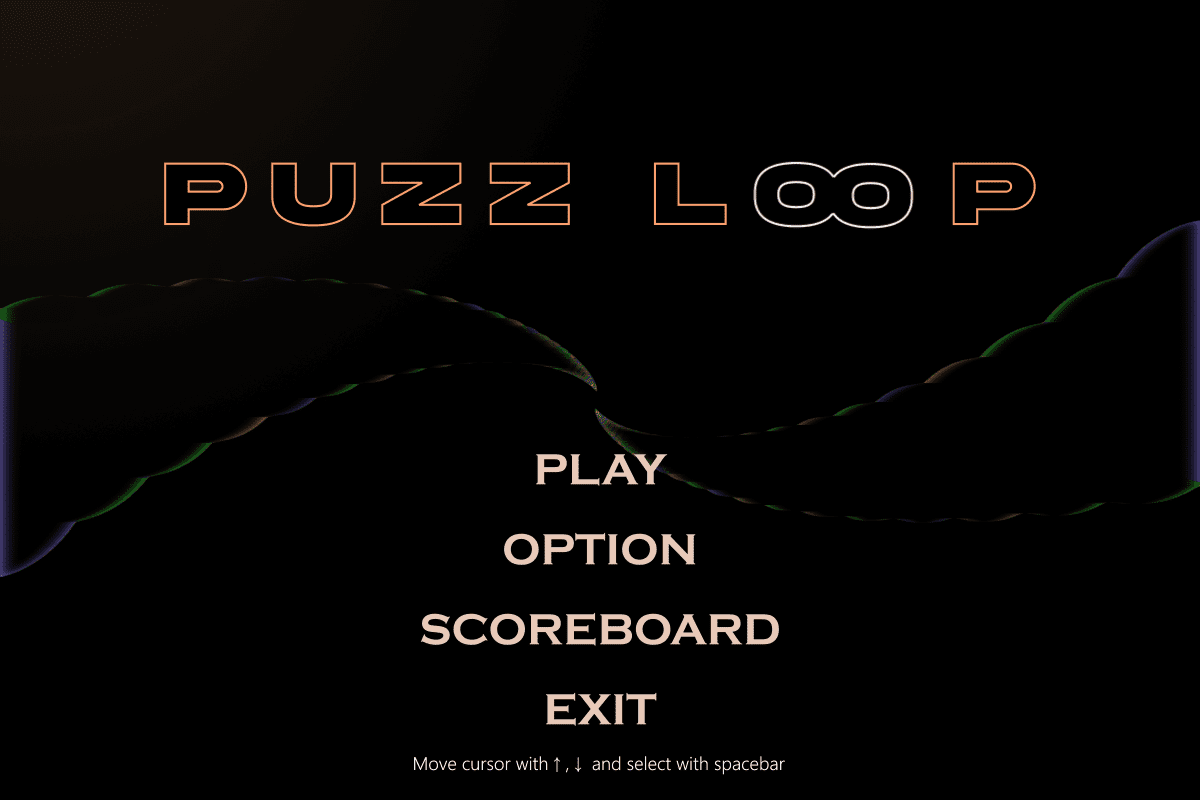 PUZZ LOOP
PLAY
OPTION
SCOREBOARD
EXIT
Move cursor with ↑ , ↓ and select with spacebar